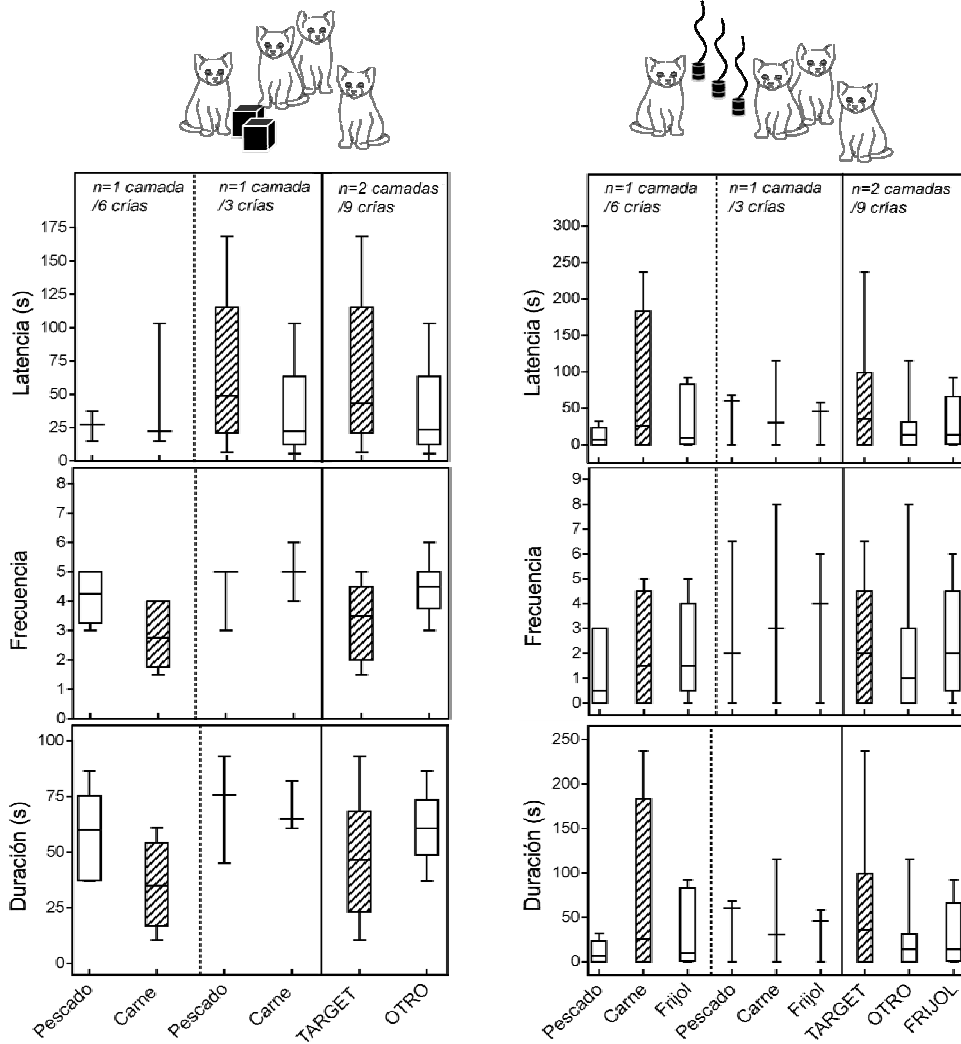 n=1 camada
/6 crías
n=1 camada
/3 crías
n=2 camadas
/9 crías
Latencia (s)
175
150
125
100
75
50
25
0
Frecuencia
8
7
6
5
4
3
2
1
0
Duración (s)
100
75
50
25
0
Pescado
Carne
Pescado
Carne
TARGET
OTRO
n=1 camada
/6 crías
n=1 camada
/3 crías
n=2 camadas
/9 crías
Latencia (s)
300
250
200
150
100
50
0
Frecuencia
9
8
7
6
5
4
3
2
1
0
Duración (s)
250
200
150
100
50
0
Pescado
Carne
Frijol
Pescado
Carne
Frijol
TARGET
OTRO
FRIJOL